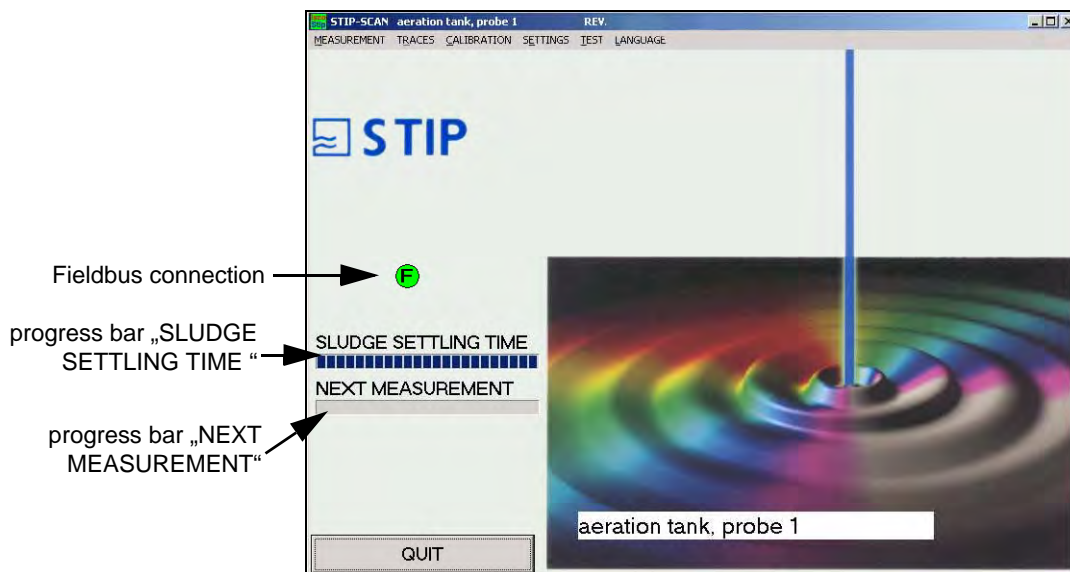 STIP-SCAN aeration tank, probe 1 REV.
MEASUREMENT TRACES CALIBRATION SETTINGS TEST LANGUAGE
STIP
Fieldbus connection
F
progress bar „SLUDGE
SETTLING TIME “
SLUDGE SETTLING TIME
NEXT MEASUREMENT
progress bar „NEXT
MEASUREMENT“
aeration tank, probe 1
QUIT